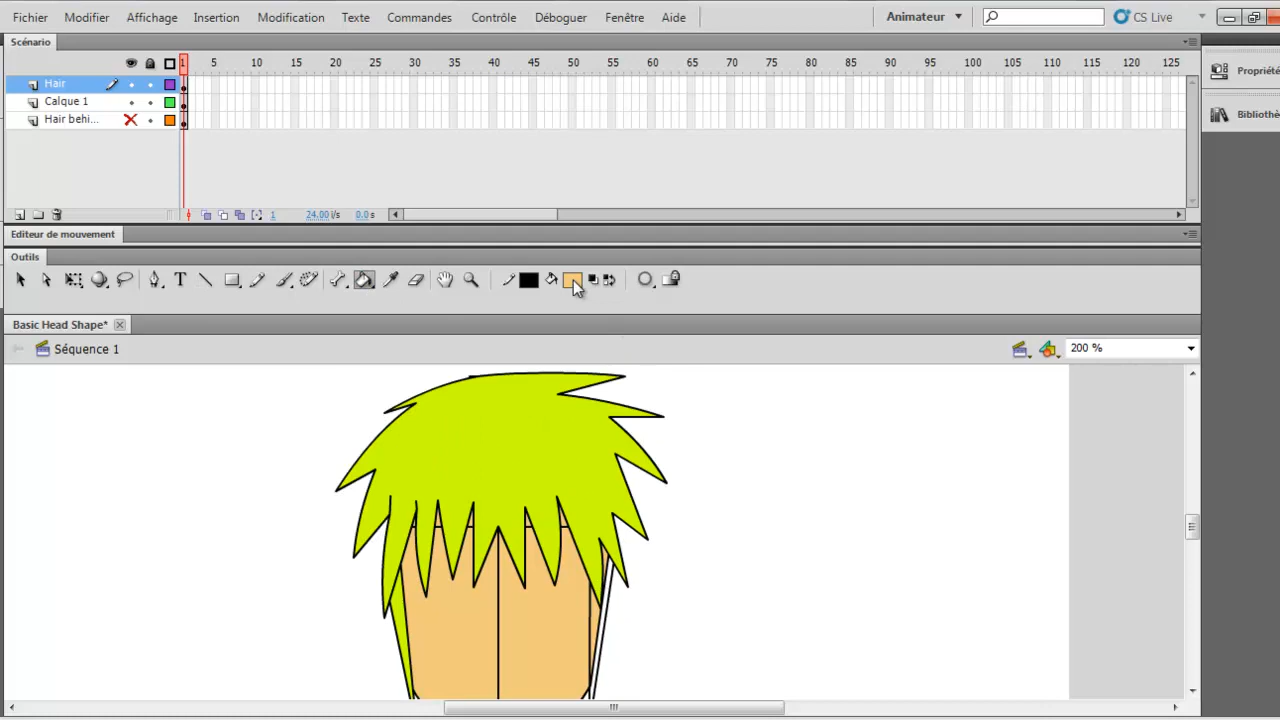 Fichier Modifier Affichage Insertion Modification Texte Commandes Contrôle Déboguer Fenêtre Aide Animateur CS Live
Scénario
1 5 10 15 20 25 30 35 40 45 50 55 60 65 70 75 80 85 90 95 100 105 110 115 120 125
Hair
Calque 1
Hair behi...
1 24.00 i/s 0.0 s
Editeur de mouvement
Outils
Basic Head Shape*
Séquence 1
200 %
Propriété
Bibliothè